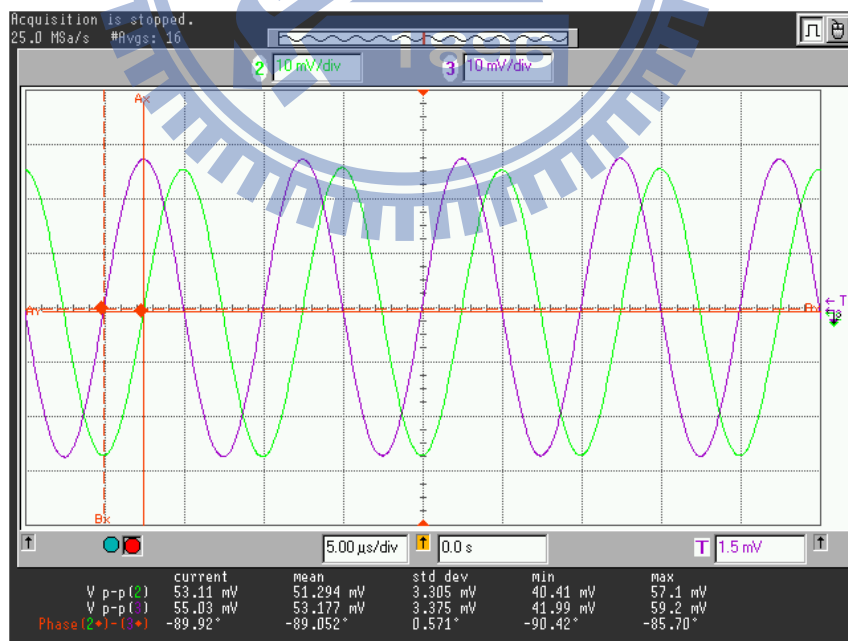 Acquisition is stopped.
25.0 MSa/s #Avgs: 16
1896
2 10 mV/div 3 10 mV/div
Ax
T
Ay
Bx
5.00 µs/div 0.0 s T 1.5 mV
current mean std dev min max
V p-p(2) 53.11 mV 51.294 mV 3.305 mV 40.41 mV 57.1 mV
V p-p(3) 55.03 mV 53.177 mV 3.375 mV 41.99 mV 59.2 mV
Phase(2♦)-(3♦) -89.92° -89.052° 0.571° -90.42° -85.70°